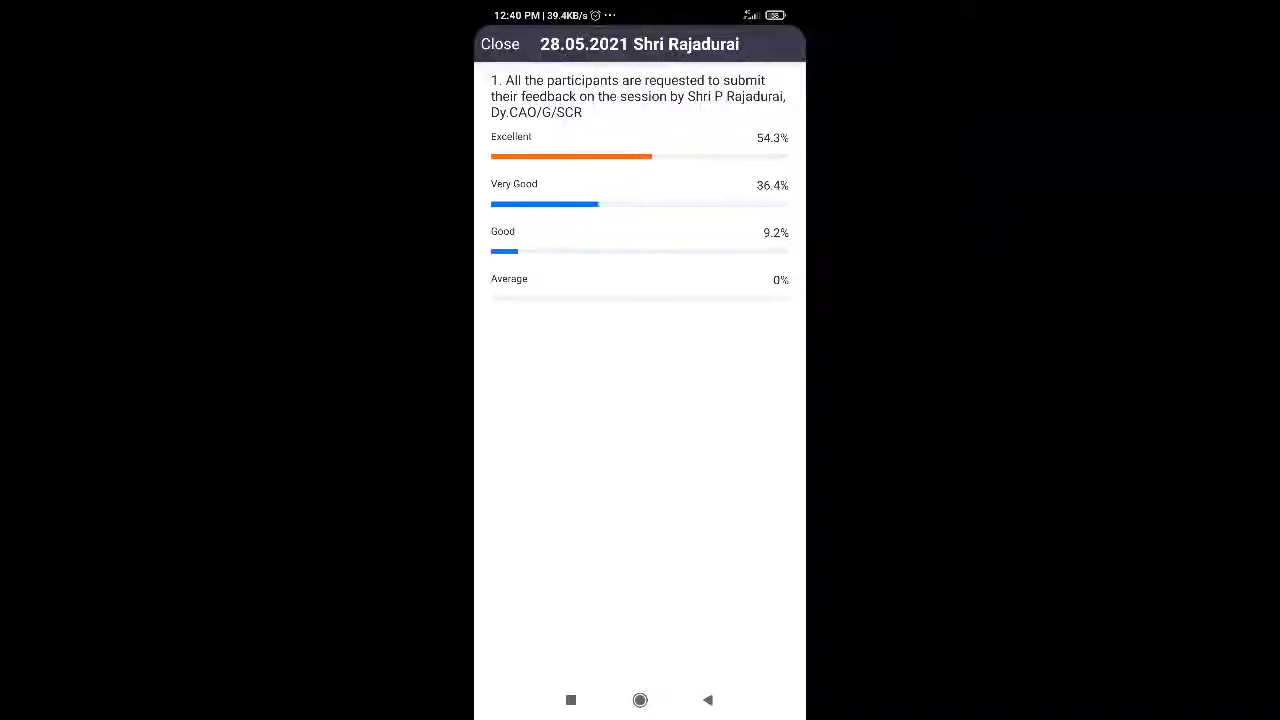 12:40 PM | 39.4KB/s ...
4G 58
Close 28.05.2021 Shri Rajadurai
1. All the participants are requested to submit
their feedback on the session by Shri P Rajadurai,
Dy.CAO/G/SCR
Excellent 54.3%
Very Good 36.4%
Good 9.2%
Average 0%